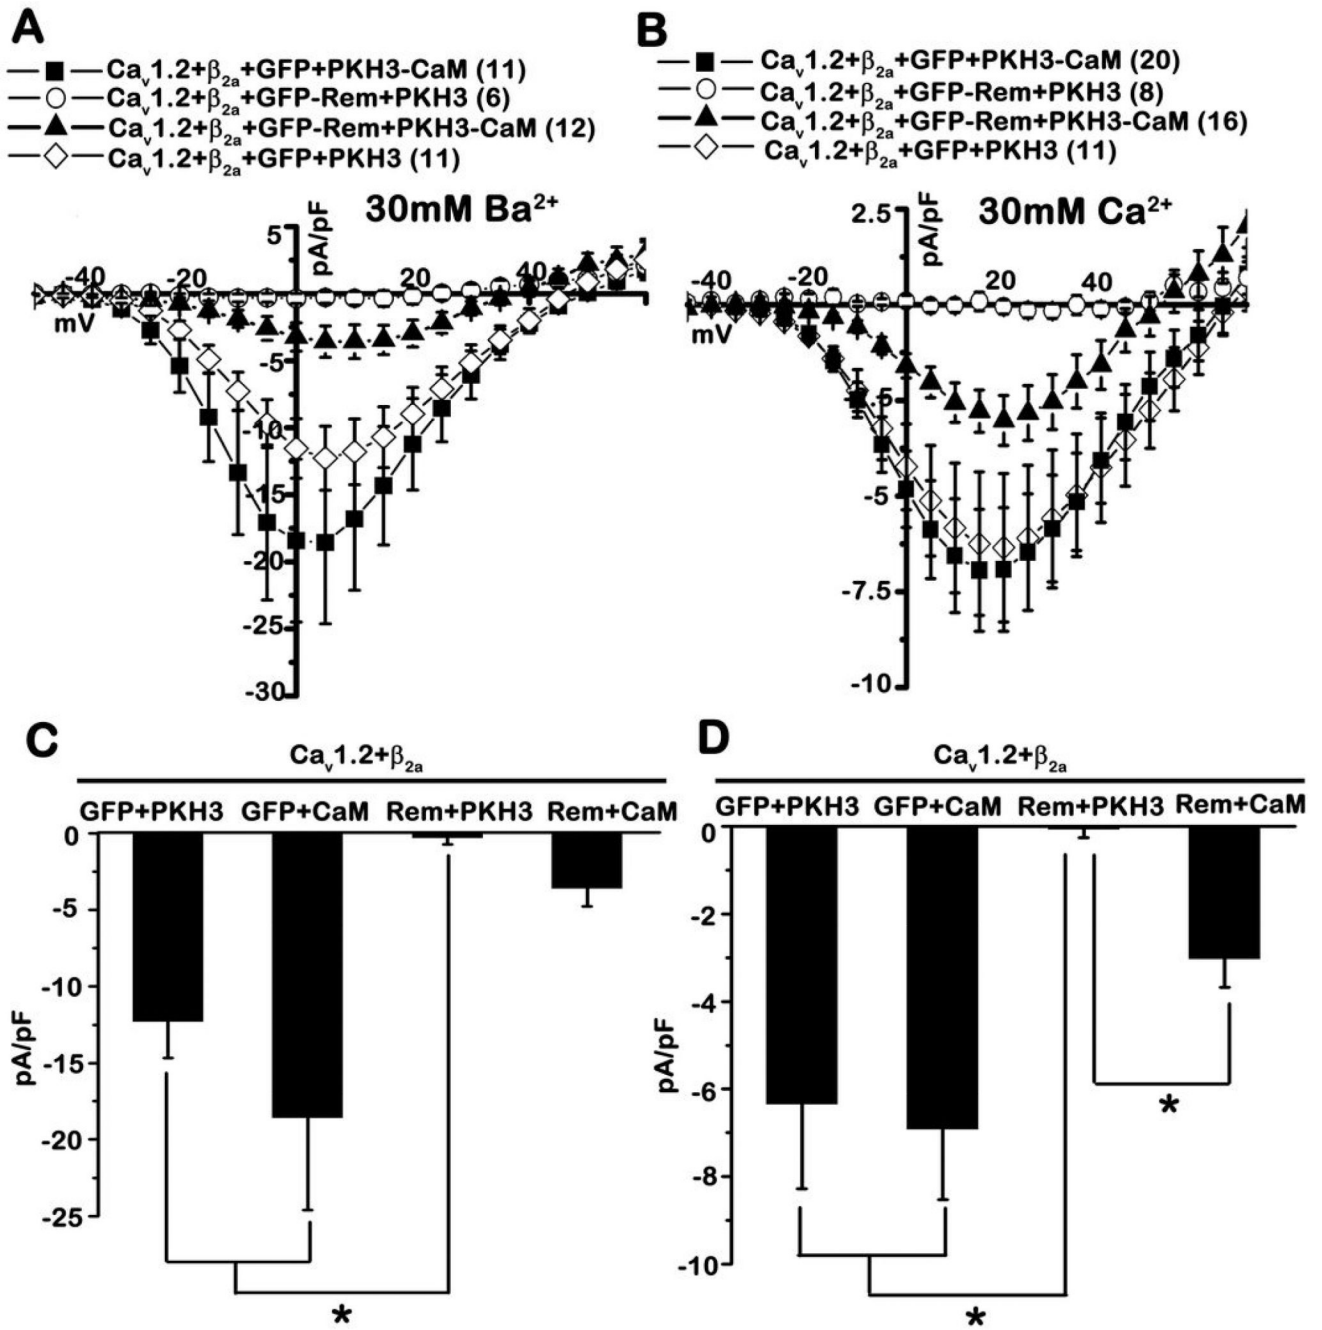 A
Cav1.2+β2a+GFP+PKH3-CaM (11)
Cav1.2+β2a+GFP-Rem+PKH3 (6)
Cav1.2+β2a+GFP-Rem+PKH3-CaM (12)
Cav1.2+β2a+GFP+PKH3 (11)
30mM Ba2+
5
pA/pF
-40
-20
20
40
mV
-5
-10
-15
-20
-25
-30
B
Cav1.2+β2a+GFP+PKH3-CaM (20)
Cav1.2+β2a+GFP-Rem+PKH3 (8)
Cav1.2+β2a+GFP-Rem+PKH3-CaM (16)
Cav1.2+β2a+GFP+PKH3 (11)
30mM Ca2+
2.5
pA/pF
-40
-20
20
40
mV
-5
-7.5
-10
C
Cav1.2+β2a
GFP+PKH3 GFP+CaM Rem+PKH3 Rem+CaM
0
-5
-10
-15
-20
-25
pA/pF
*
D
Cav1.2+β2a
GFP+PKH3 GFP+CaM Rem+PKH3 Rem+CaM
0
-2
-4
-6
-8
-10
pA/pF
*
*